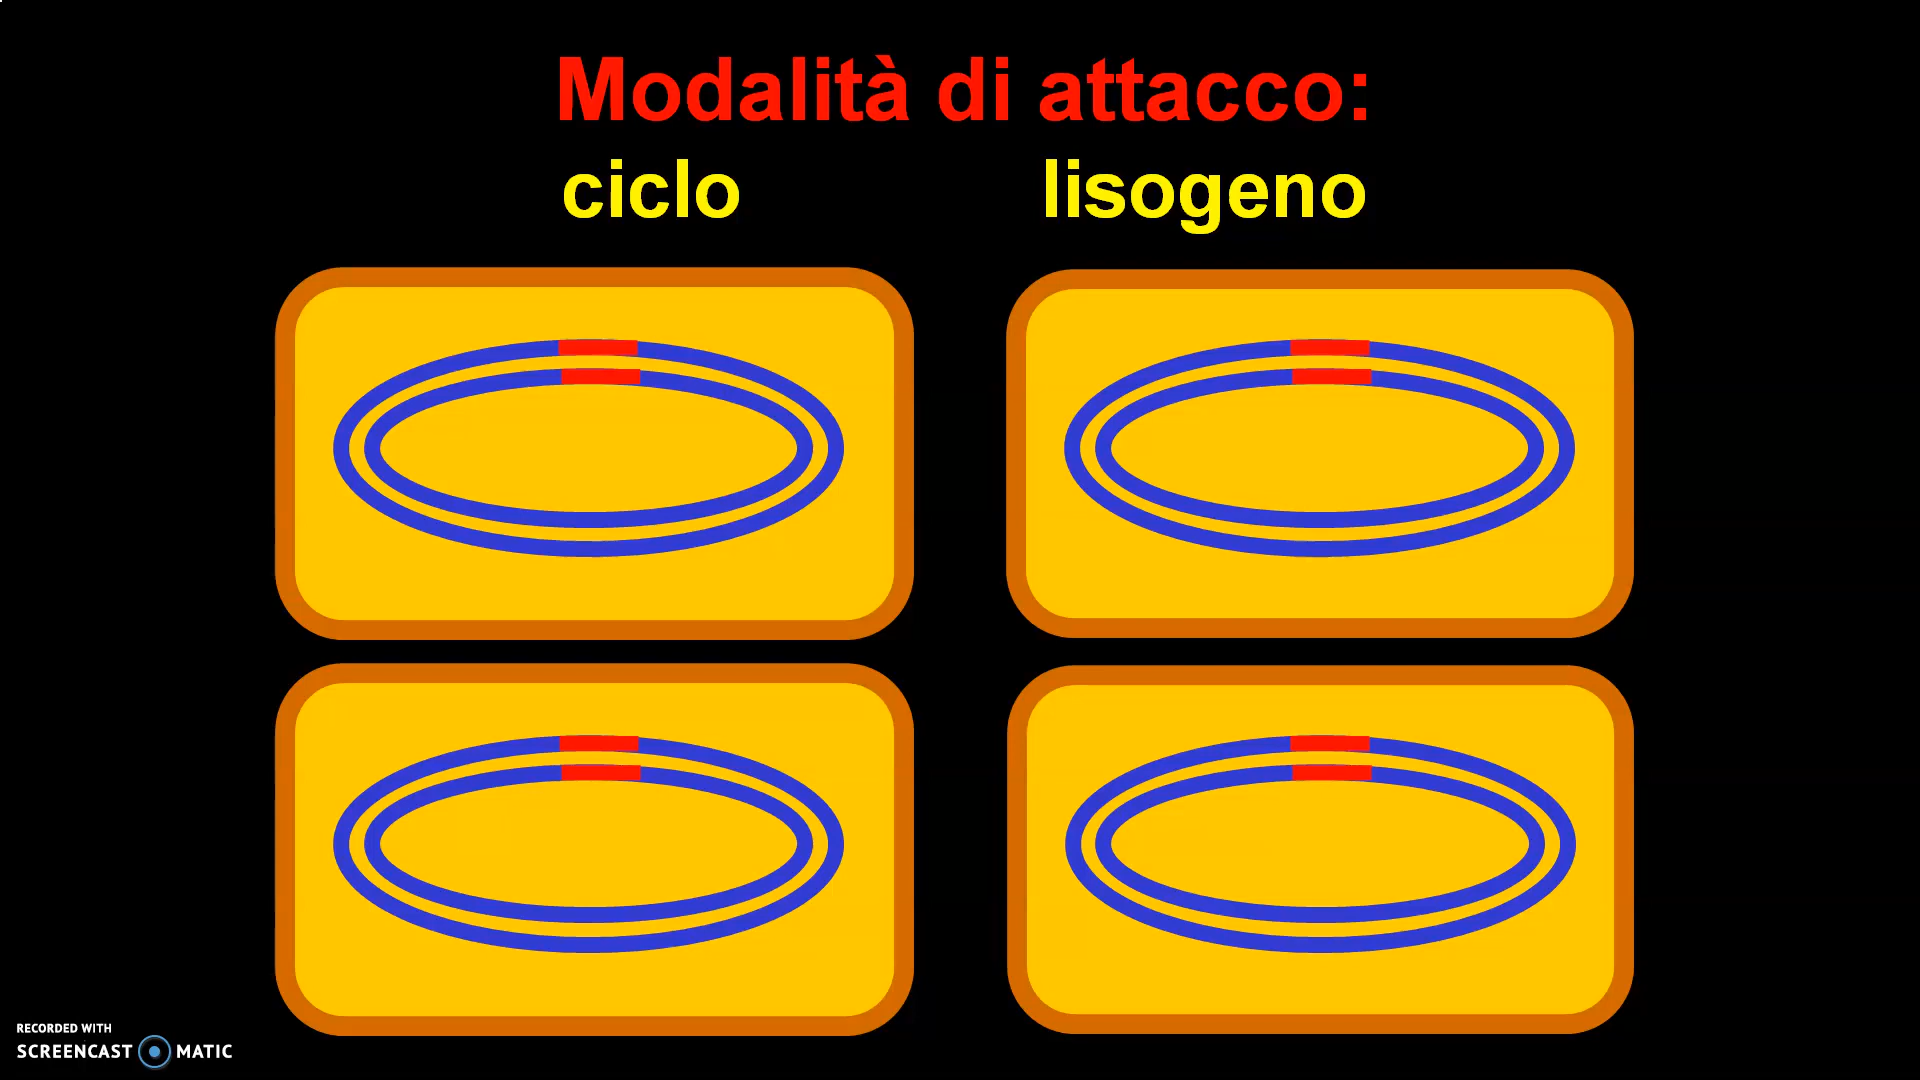 Modalità di attacco:
ciclo lisogeno
RECORDED WITH
SCREENCAST MATIC